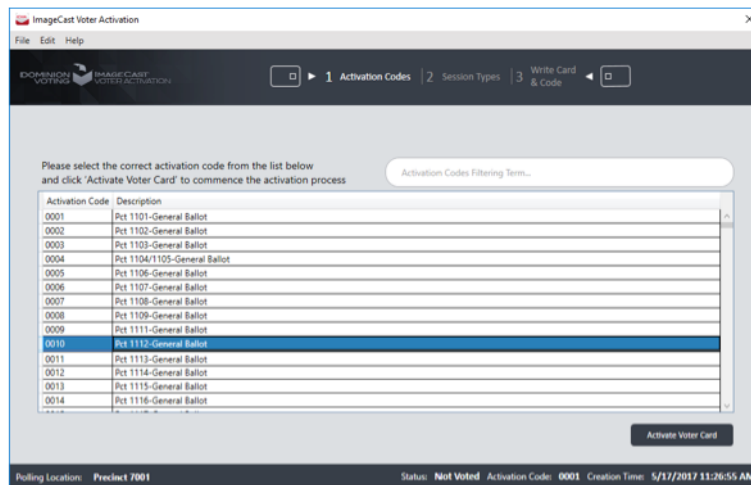 ImageCast Voter Activation
File Edit Help
DOMINION VOTING IMAGECAST VOTER ACTIVATION
1 Activation Codes 2 Session Types 3 Write Card & Code
Please select the correct activation code from the list below
and click 'Activate Voter Card' to commence the activation process
Activation Codes Filtering Term...
Activation Code Description
0001 Pct 1101-General Ballot
0002 Pct 1102-General Ballot
0003 Pct 1103-General Ballot
0004 Pct 1104/1105-General Ballot
0005 Pct 1106-General Ballot
0006 Pct 1107-General Ballot
0007 Pct 1108-General Ballot
0008 Pct 1109-General Ballot
0009 Pct 1111-General Ballot
0010 Pct 1112-General Ballot
0011 Pct 1113-General Ballot
0012 Pct 1114-General Ballot
0013 Pct 1115-General Ballot
0014 Pct 1116-General Ballot
Activate Voter Card
Polling Location: Precinct 7001 Status: Not Voted Activation Code: 0001 Creation Time: 5/17/2017 11:26:55 AM